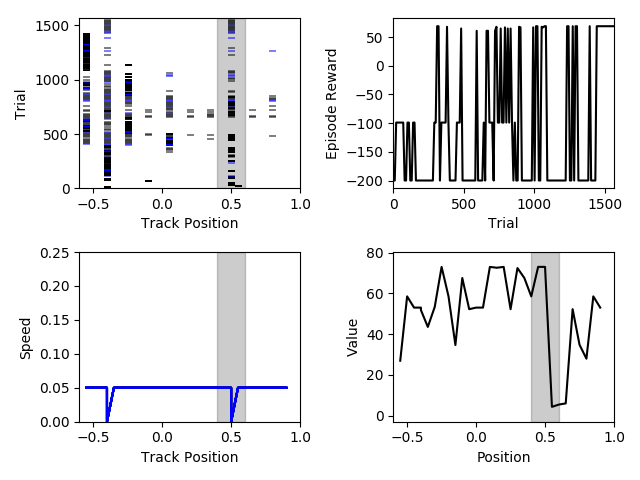 1500
1000
500
0
Trial
−0.5 0.0 0.5 1.0
Track Position
50
0
−50
−100
−150
−200
Episode Reward
0 500 1000 1500
Trial
0.25
0.20
0.15
0.10
0.05
0.00
Speed
−0.5 0.0 0.5 1.0
Track Position
80
60
40
20
0
Value
−0.5 0.0 0.5 1.0
Position